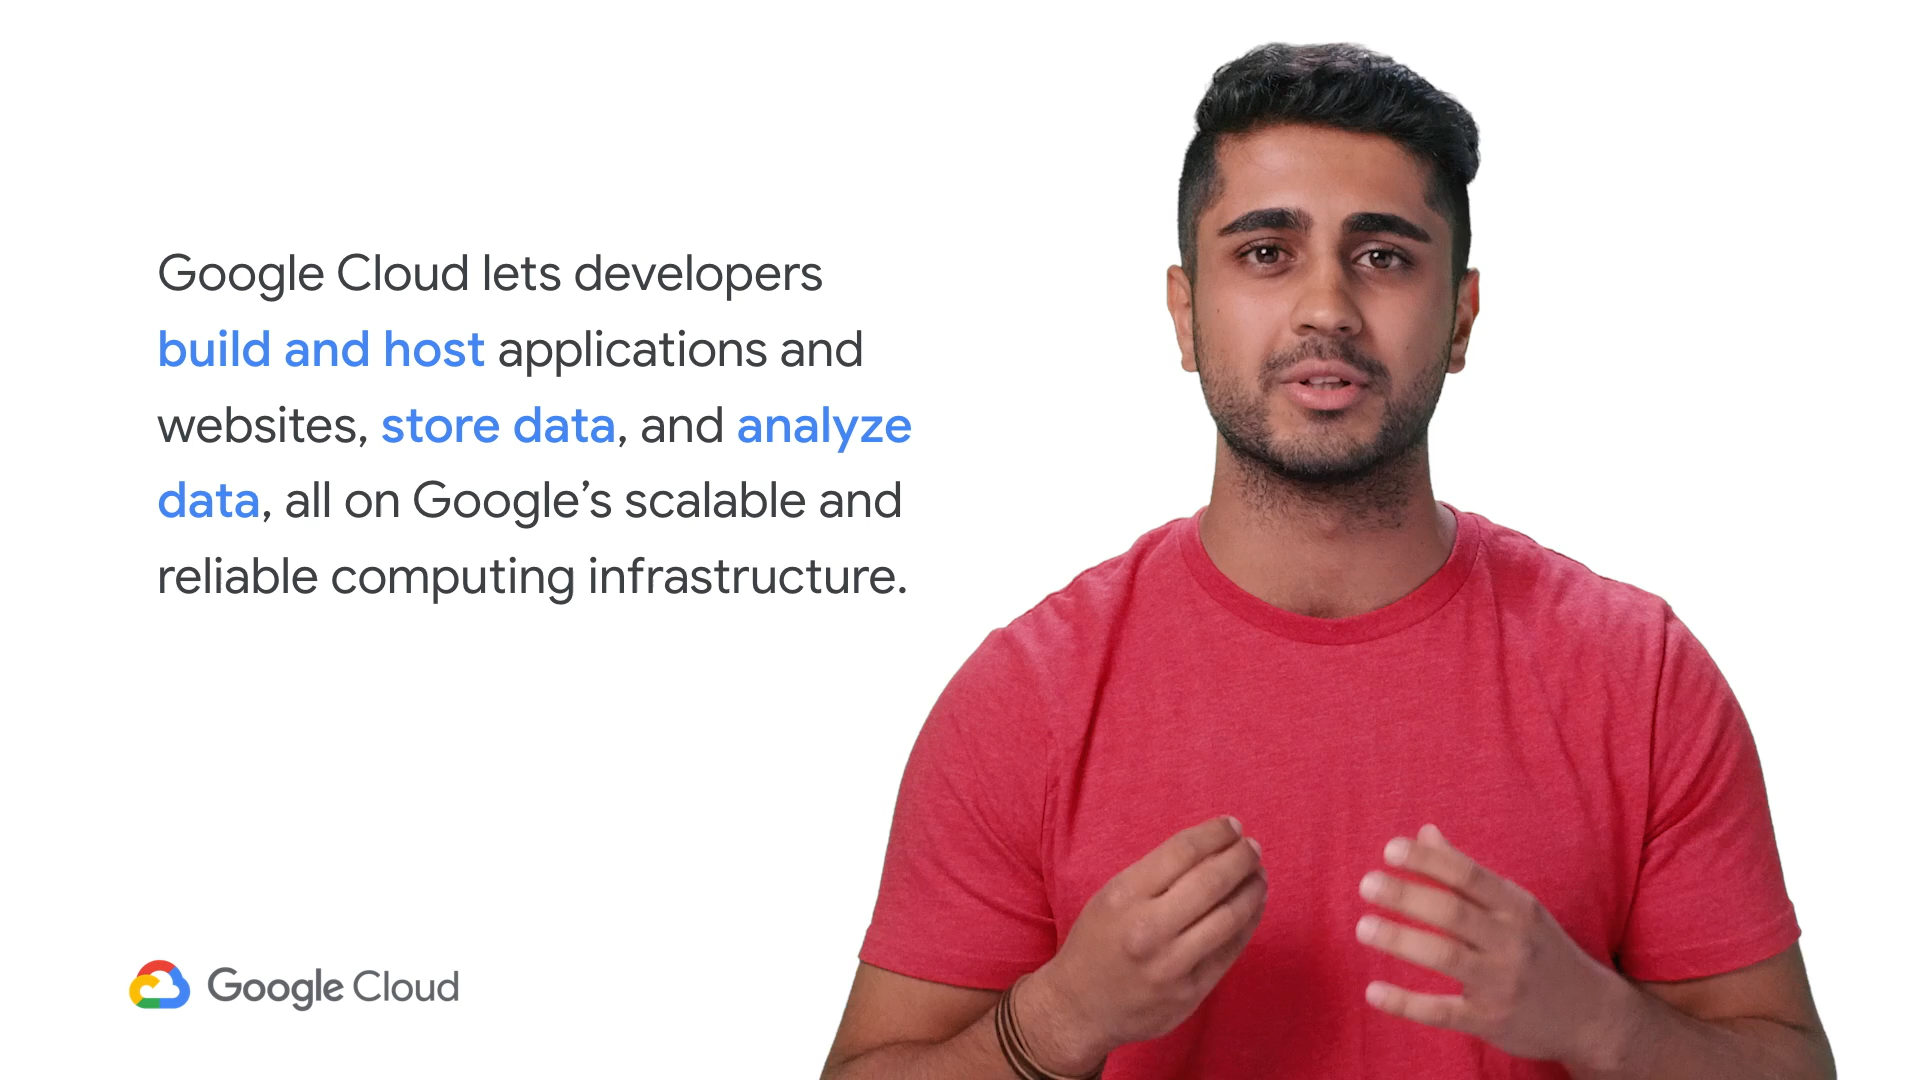 Google Cloud lets developers
build and host applications and
websites, store data, and analyze
data, all on Google’s scalable and
reliable computing infrastructure.
Google Cloud